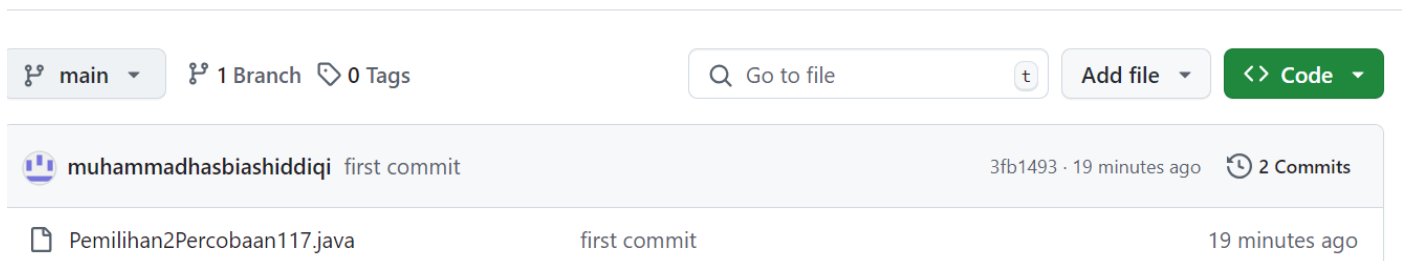 main 1 Branch 0 Tags Go to file t Add file <> Code
muhammadhasbiashiddiqi first commit 3fb1493 · 19 minutes ago 2 Commits
Pemilihan2Percobaan117.java first commit 19 minutes ago